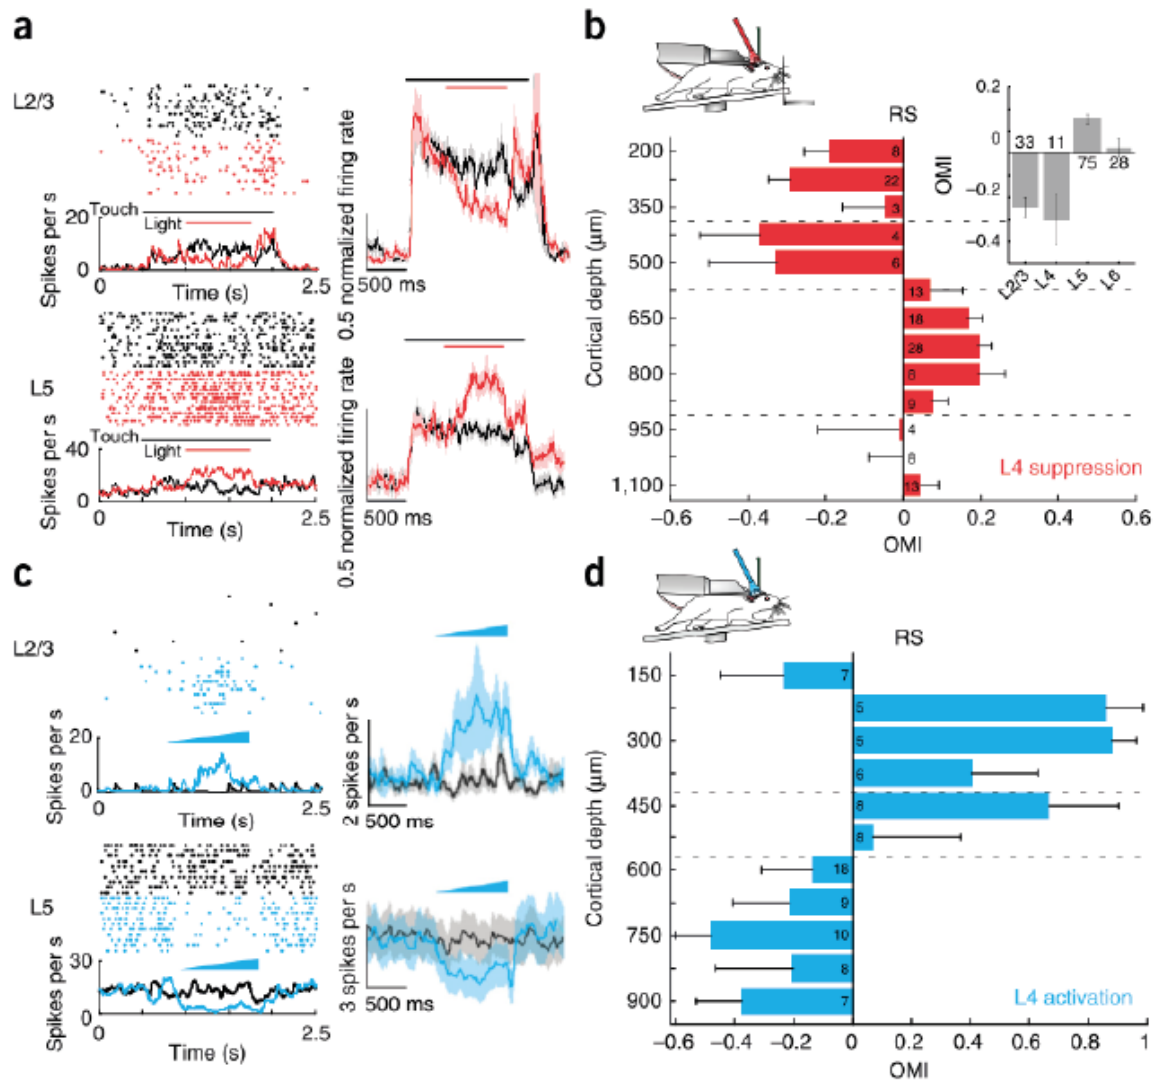 a
L2/3
Touch
Light
20
0
Spikes per s
0
2.5
Time (s)
0.5 normalized firing rate
500 ms
L5
Touch
Light
40
0
Spikes per s
0
2.5
Time (s)
0.5 normalized firing rate
500 ms
b
RS
Cortical depth (μm)
200
350
500
650
800
950
1,100
8
22
3
4
6
13
18
28
8
9
4
8
13
L4 suppression
−0.6 −0.4 −0.2 0 0.2 0.4 0.6
OMI
0.2
0
−0.2
−0.4
OMI
33 11 75 28
L2/3 L4 L5 L6
c
L2/3
20
0
Spikes per s
0
2.5
Time (s)
2 spikes per s
500 ms
L5
30
0
Spikes per s
0
2.5
Time (s)
3 spikes per s
500 ms
d
RS
Cortical depth (μm)
150
300
450
600
750
900
7
5
5
6
8
8
18
9
10
8
7
L4 activation
−0.6 −0.4 −0.2 0 0.2 0.4 0.6 0.8 1
OMI